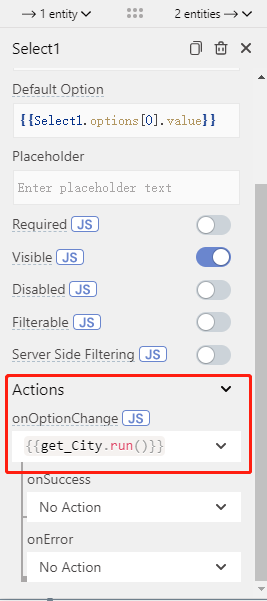 1 entity
2 entities
Select1
Default Option
{{Select1.options[0].value}}
Placeholder
Enter placeholder text
Required JS
Visible JS
Disabled JS
Filterable JS
Server Side Filtering JS
Actions
onOptionChange JS
{{get_City.run()}}
onSuccess
No Action
onError
No Action